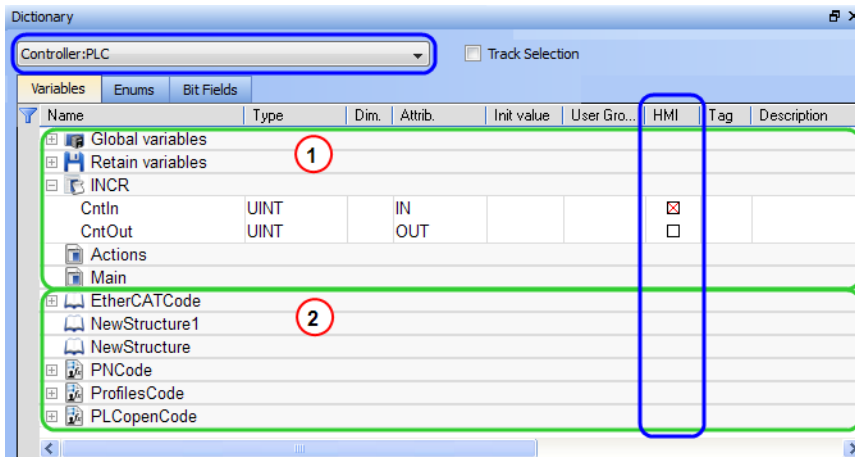 Dictionary
Controller:PLC
Track Selection
Variables Enums Bit Fields
Name Type Dim. Attrib. Init value User Gro... HMI Tag Description
Global variables
1
Retain variables
INCR
CntIn UINT IN
CntOut UINT OUT
Actions
Main
EtherCATCode
2
NewStructure1
NewStructure
PNCode
ProfilesCode
PLCopenCode